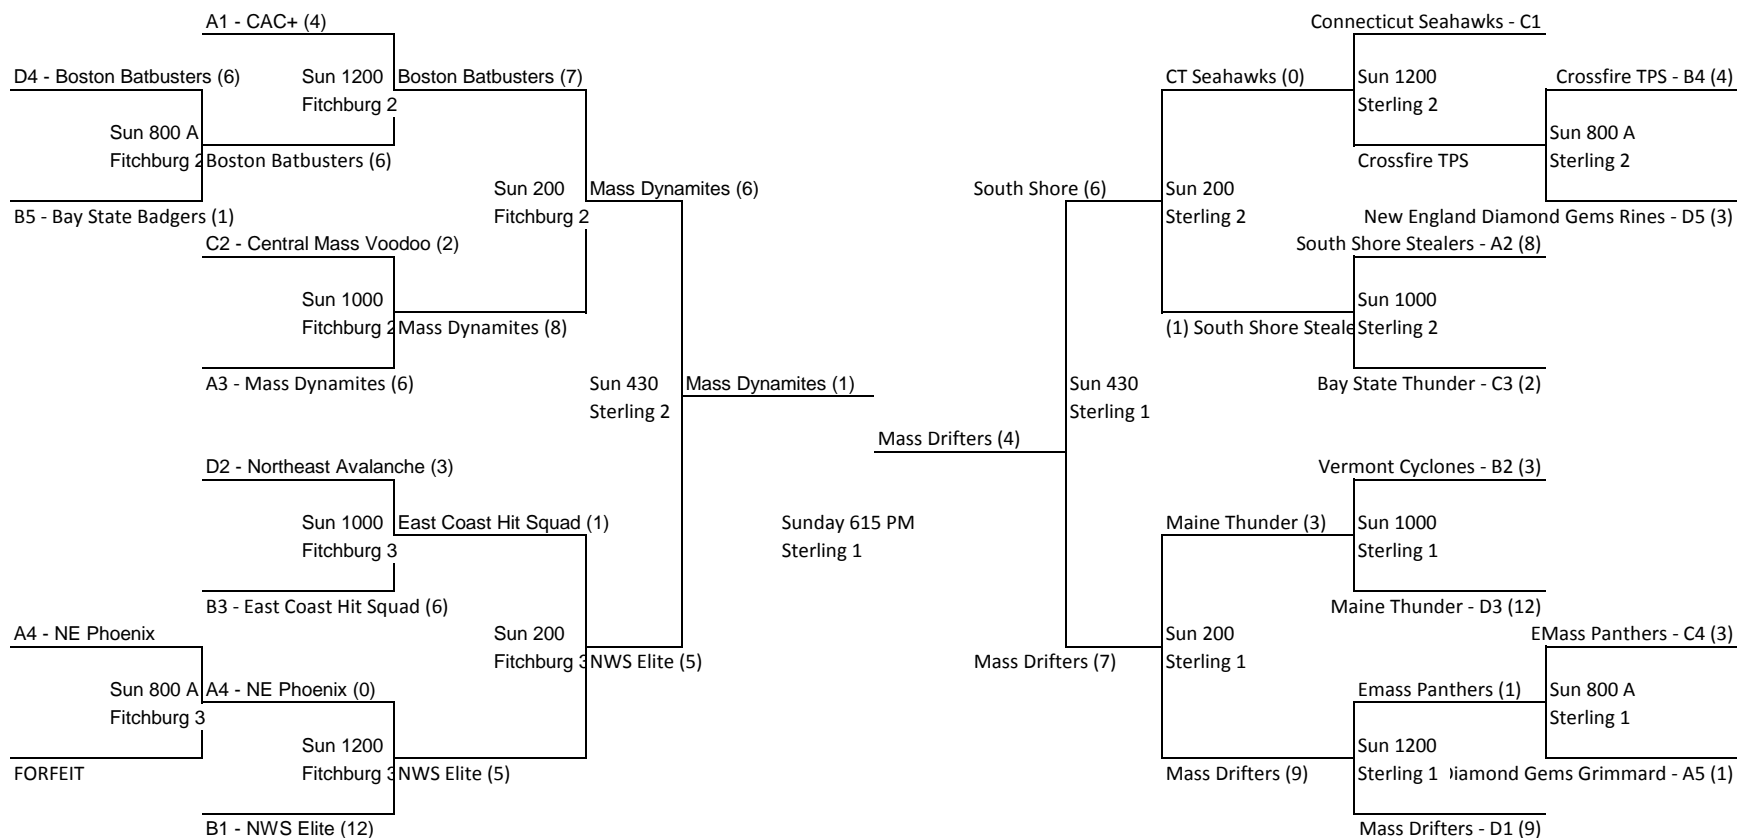 A1 - CAC+ (4)
Connecticut Seahawks - C1
D4 - Boston Batbusters (6)
Sun 1200
Fitchburg 2
Boston Batbusters (7)
CT Seahawks (0)
Sun 1200
Sterling 2
Crossfire TPS - B4 (4)
Sun 800 A
Fitchburg 2
Boston Batbusters (6)
Crossfire TPS
Sun 800 A
Sterling 2
Sun 200
Fitchburg 2
Mass Dynamites (6)
South Shore (6)
Sun 200
Sterling 2
B5 - Bay State Badgers (1)
New England Diamond Gems Rines - D5 (3)
C2 - Central Mass Voodoo (2)
South Shore Stealers - A2 (8)
Sun 1000
Fitchburg 2
Mass Dynamites (8)
(1) South Shore Steale
Sun 1000
Sterling 2
A3 - Mass Dynamites (6)
Sun 430
Sterling 2
Mass Dynamites (1)
Sun 430
Sterling 1
Bay State Thunder - C3 (2)
Mass Drifters (4)
D2 - Northeast Avalanche (3)
Vermont Cyclones - B2 (3)
Sun 1000
Fitchburg 3
East Coast Hit Squad (1)
Sunday 615 PM
Sterling 1
Maine Thunder (3)
Sun 1000
Sterling 1
B3 - East Coast Hit Squad (6)
Maine Thunder - D3 (12)
A4 - NE Phoenix
Sun 200
Fitchburg 3
NWS Elite (5)
Mass Drifters (7)
Sun 200
Sterling 1
EMass Panthers - C4 (3)
Sun 800 A
Fitchburg 3
A4 - NE Phoenix (0)
Emass Panthers (1)
Sun 800 A
Sterling 1
FORFEIT
Sun 1200
Fitchburg 3
NWS Elite (5)
Mass Drifters (9)
Sun 1200
Sterling 1
Diamond Gems Grimmard - A5 (1)
B1 - NWS Elite (12)
Mass Drifters - D1 (9)